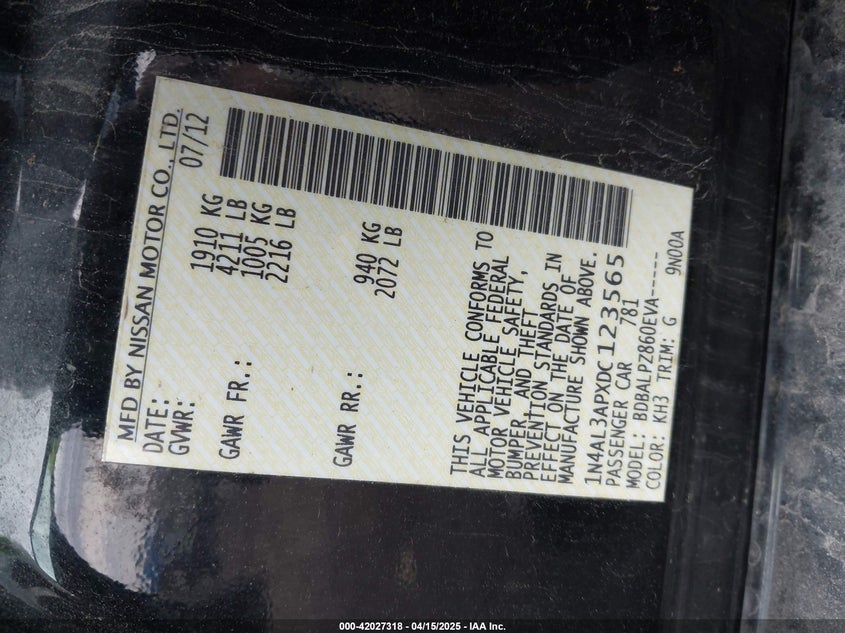 MFD BY NISSAN MOTOR CO., LTD.
DATE: 07/12
GVWR: 1910 KG
4211 LB
GAWR FR.: 1005 KG
2216 LB
GAWR RR.: 940 KG
2072 LB
THIS VEHICLE CONFORMS TO
ALL APPLICABLE FEDERAL
MOTOR VEHICLE SAFETY,
BUMPER, AND THEFT
PREVENTION STANDARDS IN
EFFECT ON THE DATE OF
MANUFACTURE SHOWN ABOVE.
1N4AL3APXDC123565
PASSENGER CAR 781
MODEL: BDBALPZ860EVA-----
COLOR: KH3 TRIM: G 9N00A
000-42027318 - 04/15/2025 - IAA Inc.